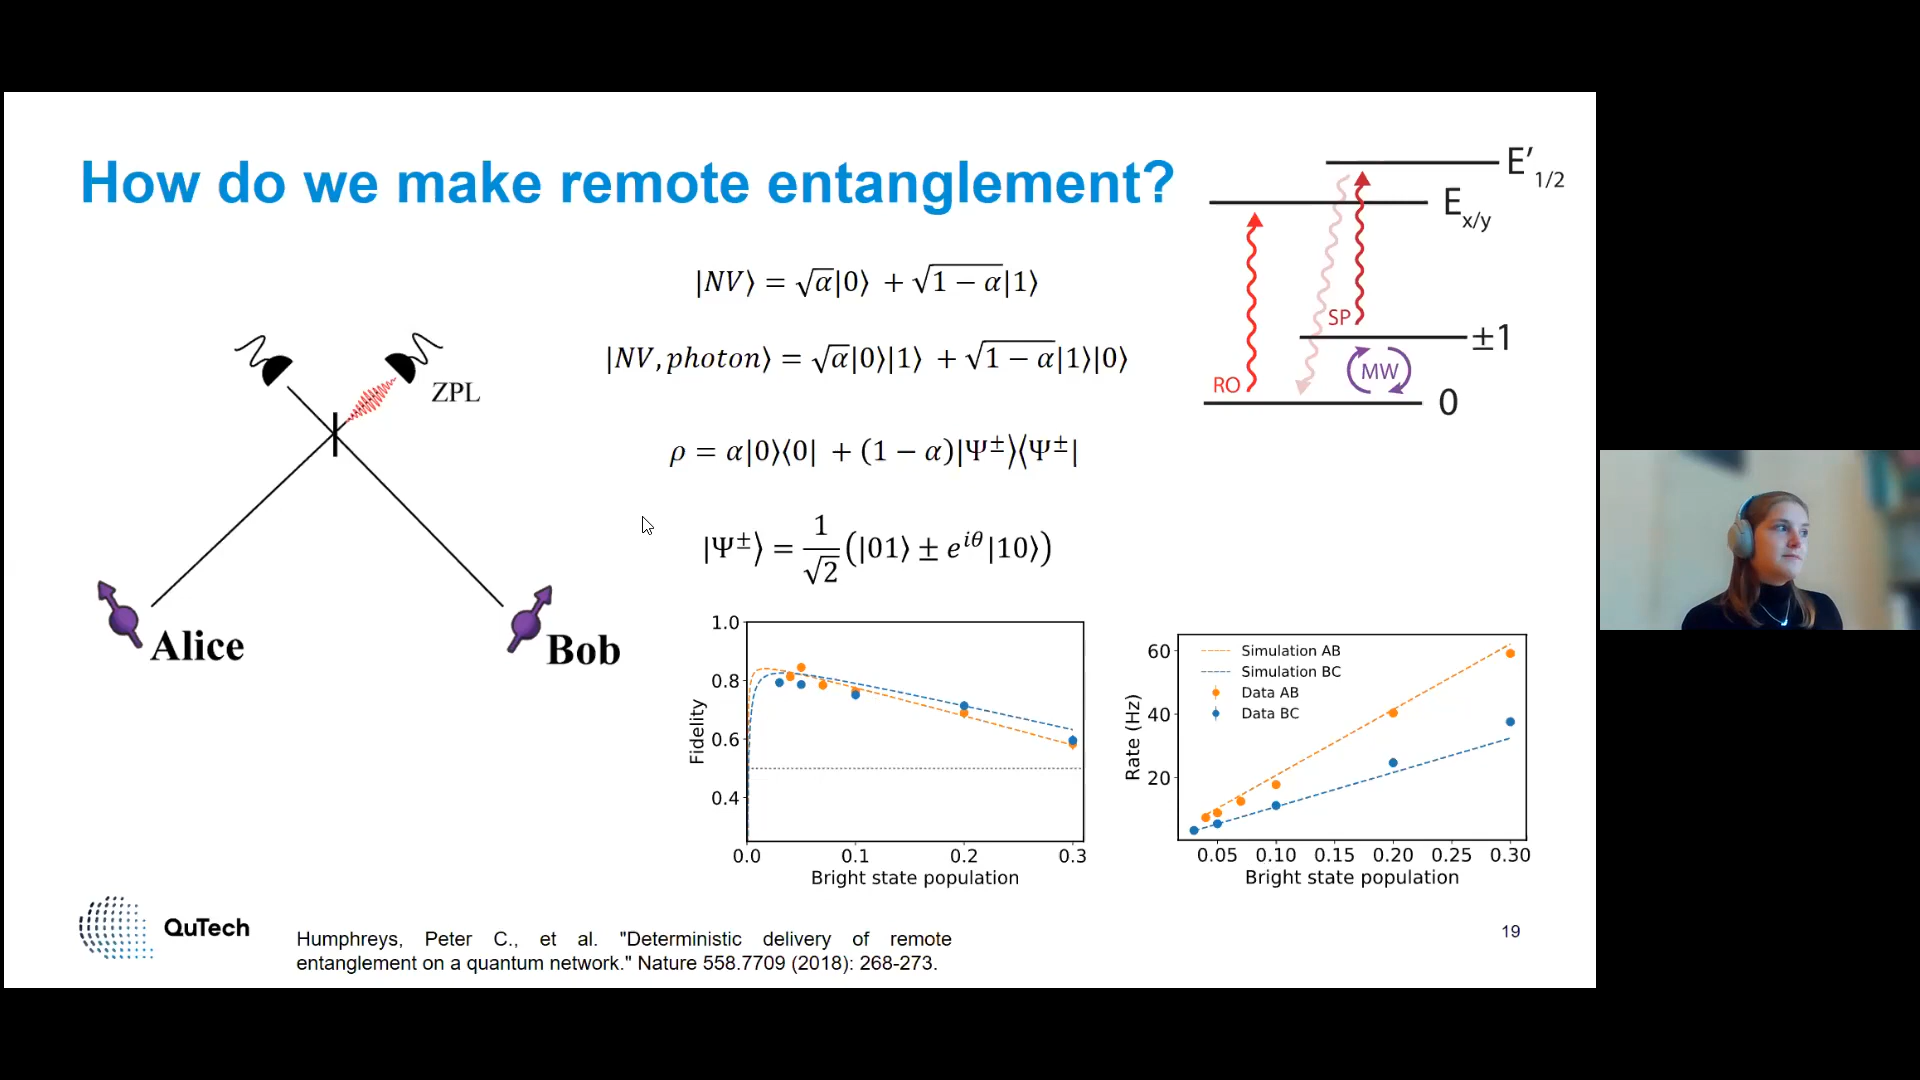 How do we make remote entanglement?
E′1/2
Ex/y
SP
±1
RO
MW
0
|NV⟩ = √α|0⟩ + √1 − α|1⟩
|NV, photon⟩ = √α|0⟩|1⟩ + √1 − α|1⟩|0⟩
ρ = α|0⟩⟨0| + (1 − α)|Ψ±⟩⟨Ψ±|
|Ψ±⟩ = 1/√2 (|01⟩ ± e^iθ|10⟩)
ZPL
Alice
Bob
1.0
0.8
0.6
0.4
Fidelity
0.0 0.1 0.2 0.3
Bright state population
60
40
20
Rate (Hz)
Simulation AB
Simulation BC
Data AB
Data BC
0.05 0.10 0.15 0.20 0.25 0.30
Bright state population
QuTech
Humphreys, Peter C., et al. "Deterministic delivery of remote
entanglement on a quantum network." Nature 558.7709 (2018): 268-273.
19